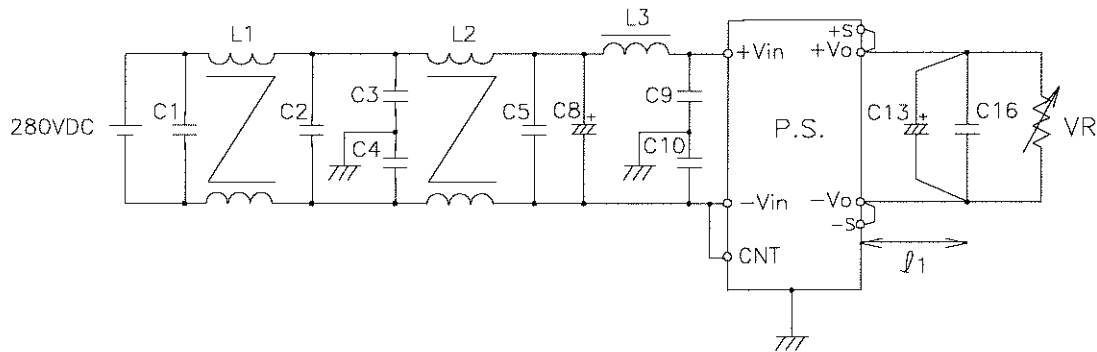 L1
L2
L3
+S
+Vin
+Vo
280VDC
C1
C2
C3
C4
C5
C8
+
C9
C10
P.S.
C13
+
C16
VR
-Vin
-Vo
-S
CNT
ℓ1